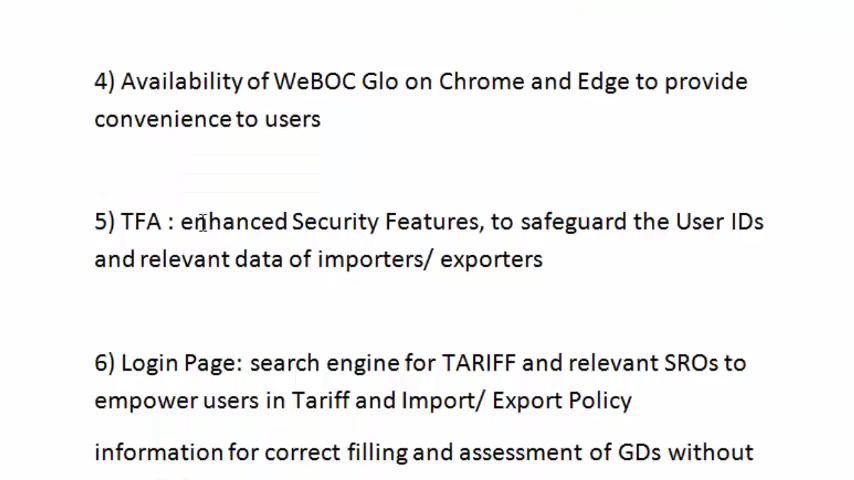 4) Availability of WeBOC Glo on Chrome and Edge to provide
convenience to users
5) TFA : enhanced Security Features, to safeguard the User IDs
and relevant data of importers/ exporters
6) Login Page: search engine for TARIFF and relevant SROs to
empower users in Tariff and Import/ Export Policy
information for correct filling and assessment of GDs without